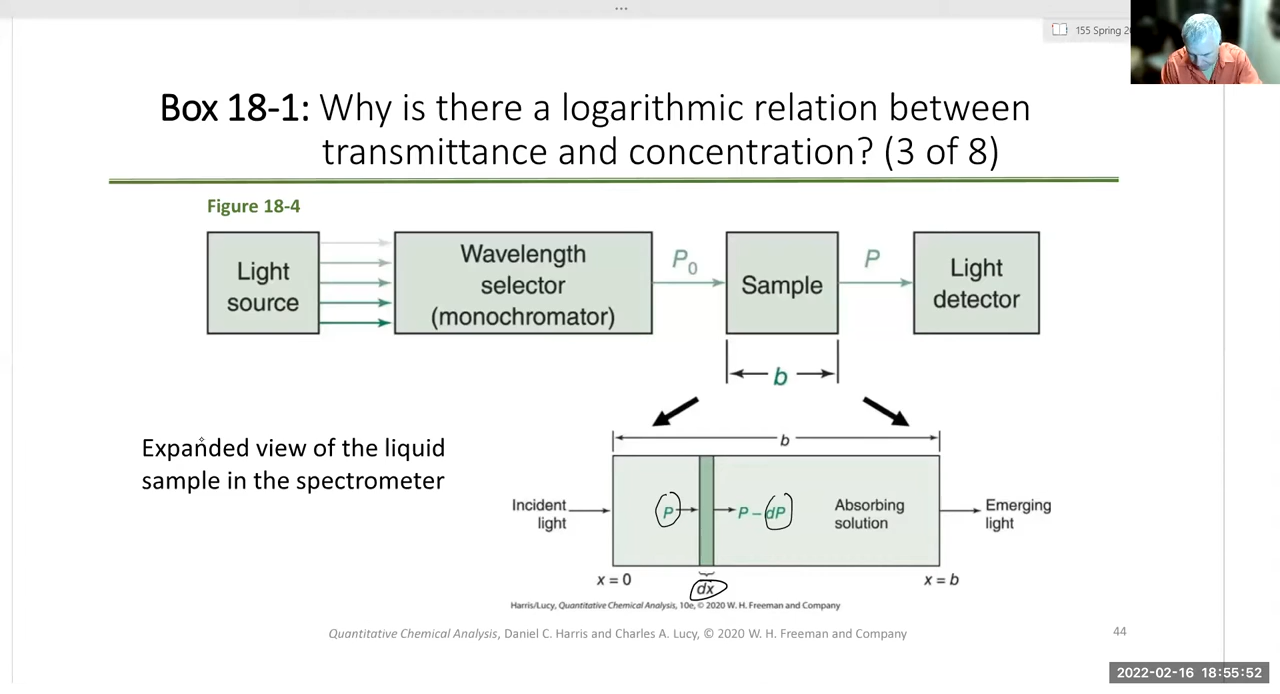 155 Spring 20
Box 18-1: Why is there a logarithmic relation between
transmittance and concentration? (3 of 8)
Figure 18-4
Light
source
Wavelength
selector
(monochromator)
P0
Sample
P
Light
detector
b
Expanded view of the liquid
sample in the spectrometer
b
Incident
light
P
P – dP
Absorbing
solution
Emerging
light
x = 0
dx
x = b
Harris/Lucy, Quantitative Chemical Analysis, 10e, © 2020 W. H. Freeman and Company
Quantitative Chemical Analysis, Daniel C. Harris and Charles A. Lucy, © 2020 W. H. Freeman and Company
44
2022-02-16 18:55:52